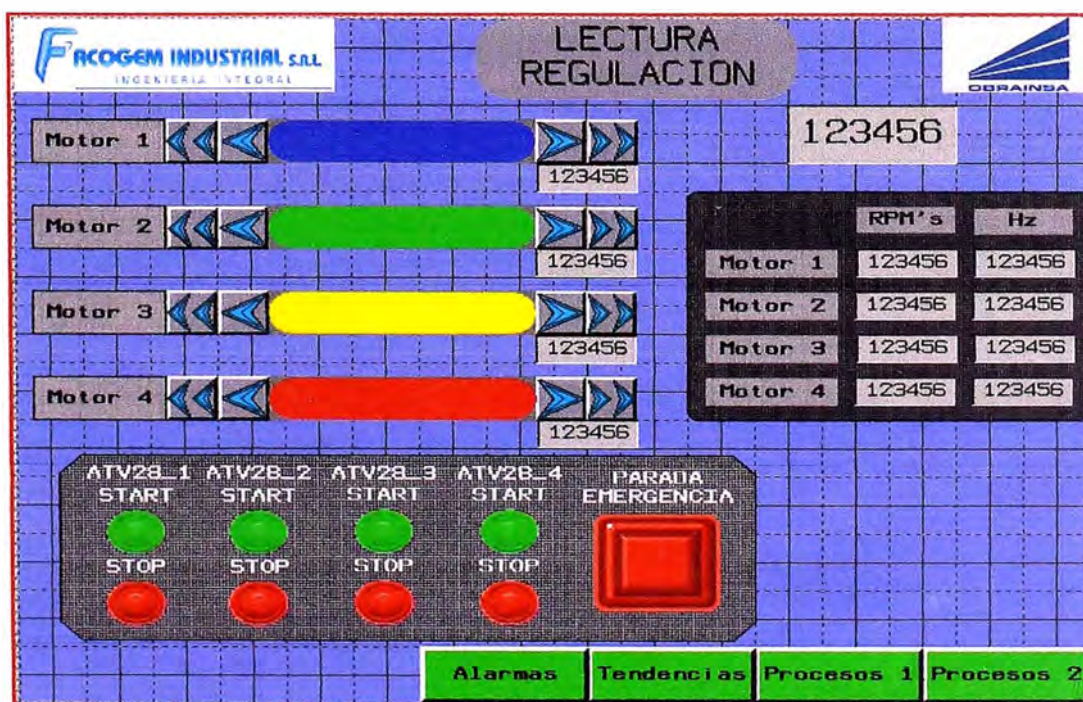 FACOGEM INDUSTRIAL S.R.L.
INGENIERIA INTEGRAL
LECTURA
REGULACION
OBRAINSA
Motor 1
123456
123456
Motor 2
123456
Motor 3
123456
Motor 4
123456
RPM's Hz
Motor 1 123456 123456
Motor 2 123456 123456
Motor 3 123456 123456
Motor 4 123456 123456
ATV28_1 ATV28_2 ATV28_3 ATV28_4
START START START START
STOP STOP STOP STOP
PARADA
EMERGENCIA
Alarmas Tendencias Procesos 1 Procesos 2